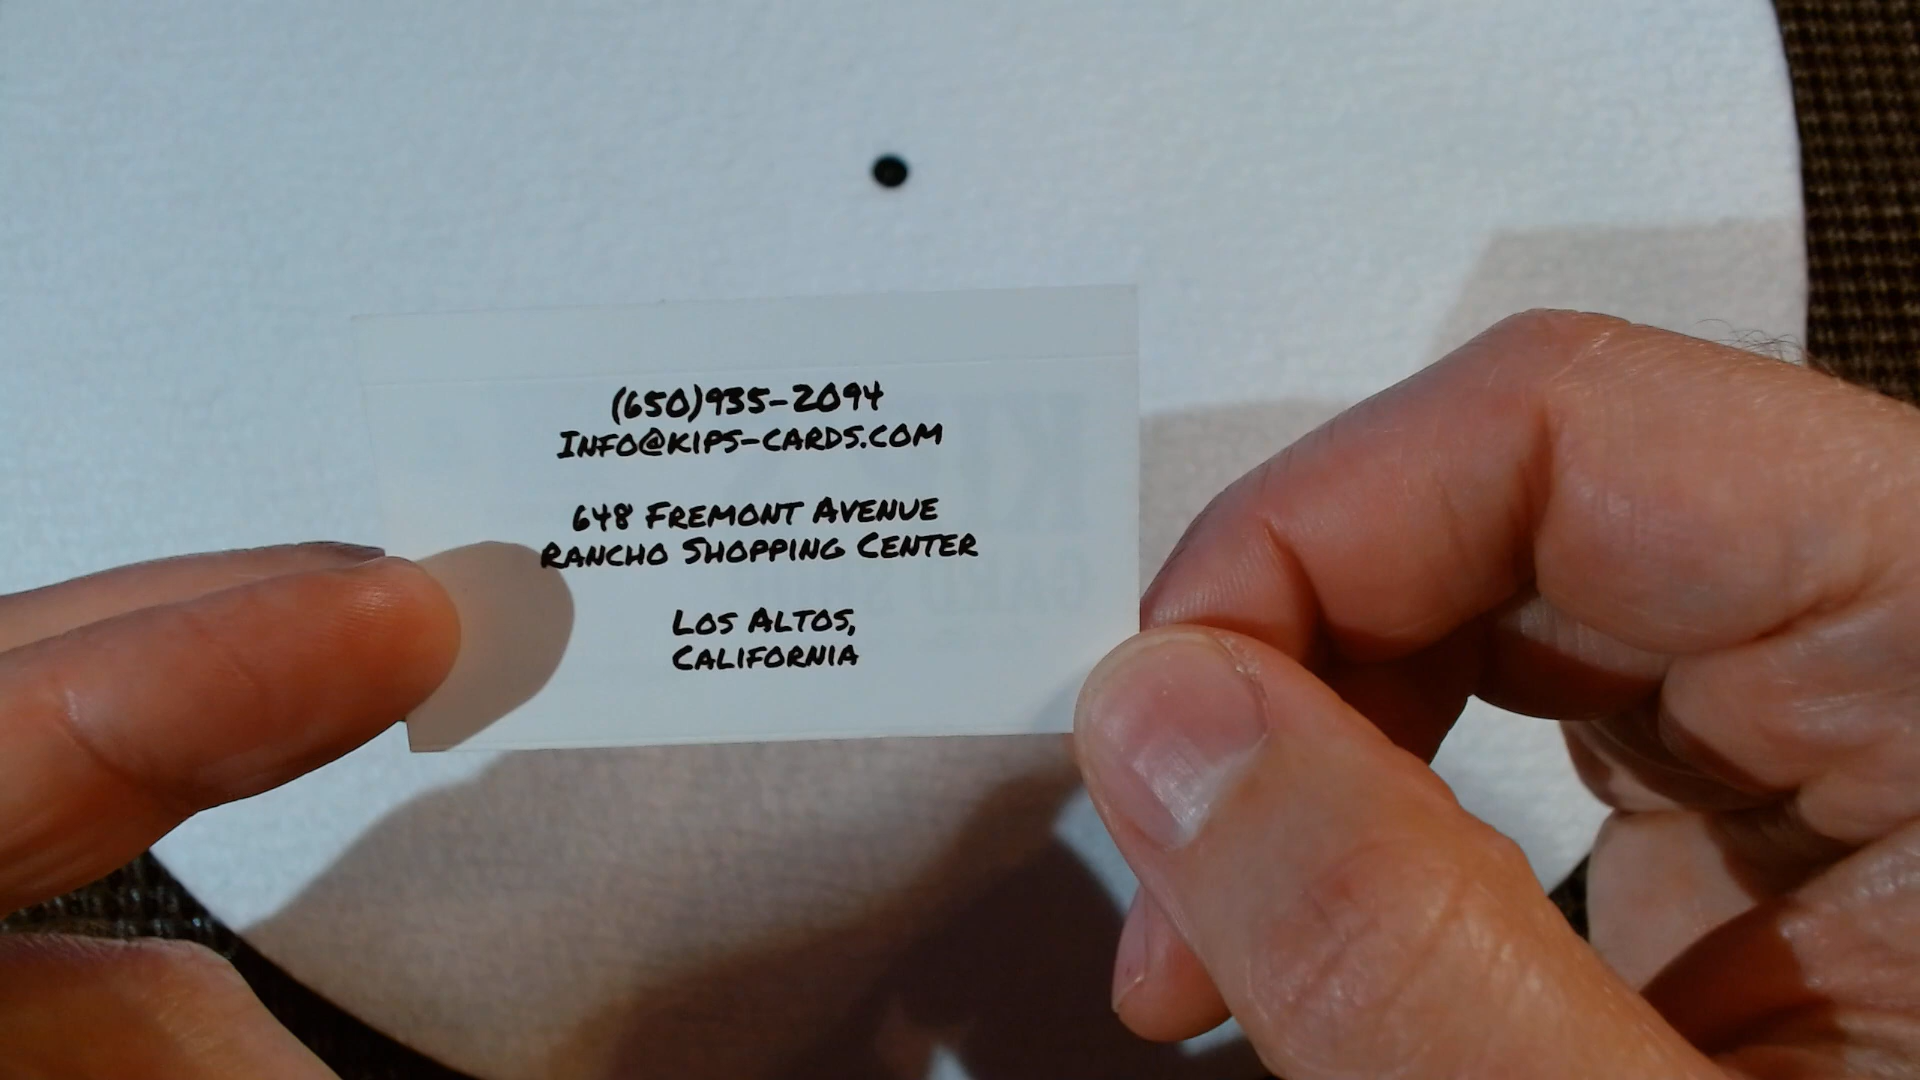 (650)935-2094
INFO@KIPS-CARDS.COM
648 FREMONT AVENUE
RANCHO SHOPPING CENTER
LOS ALTOS,
CALIFORNIA